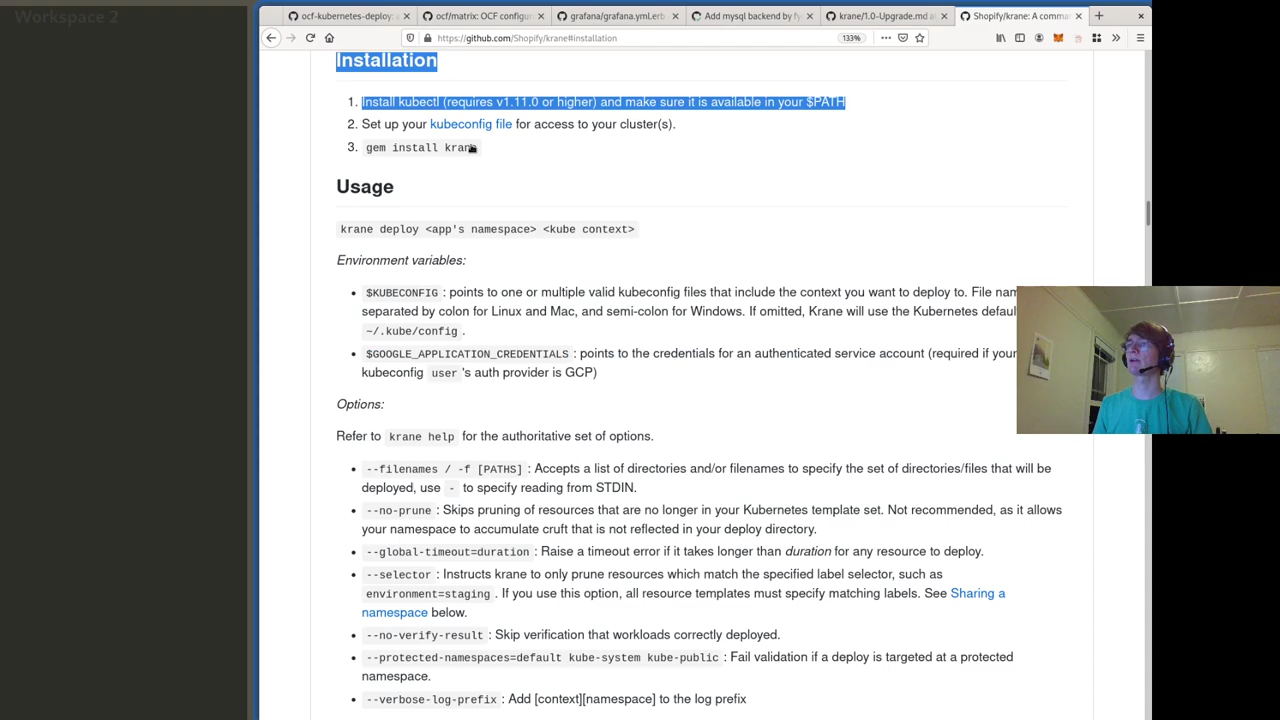 Workspace 2
ocf-kubernetes-deploy: a
ocf/matrix: OCF configur
grafana/grafana.yml.erb
Add mysql backend by fy
krane/1.0-Upgrade.md at
Shopify/krane: A comma
https://github.com/Shopify/krane#installation
133%
Installation
1. Install kubectl (requires v1.11.0 or higher) and make sure it is available in your $PATH
2. Set up your kubeconfig file for access to your cluster(s).
3. gem install krane
Usage
krane deploy <app's namespace> <kube context>
Environment variables:
• $KUBECONFIG : points to one or multiple valid kubeconfig files that include the context you want to deploy to. File nam
separated by colon for Linux and Mac, and semi-colon for Windows. If omitted, Krane will use the Kubernetes defaul
~/.kube/config .
• $GOOGLE_APPLICATION_CREDENTIALS : points to the credentials for an authenticated service account (required if your
kubeconfig user 's auth provider is GCP)
Options:
Refer to krane help for the authoritative set of options.
• --filenames / -f [PATHS] : Accepts a list of directories and/or filenames to specify the set of directories/files that will be
deployed, use - to specify reading from STDIN.
• --no-prune : Skips pruning of resources that are no longer in your Kubernetes template set. Not recommended, as it allows
your namespace to accumulate cruft that is not reflected in your deploy directory.
• --global-timeout=duration : Raise a timeout error if it takes longer than duration for any resource to deploy.
• --selector : Instructs krane to only prune resources which match the specified label selector, such as
environment=staging . If you use this option, all resource templates must specify matching labels. See Sharing a
namespace below.
• --no-verify-result : Skip verification that workloads correctly deployed.
• --protected-namespaces=default kube-system kube-public : Fail validation if a deploy is targeted at a protected
namespace.
• --verbose-log-prefix : Add [context][namespace] to the log prefix